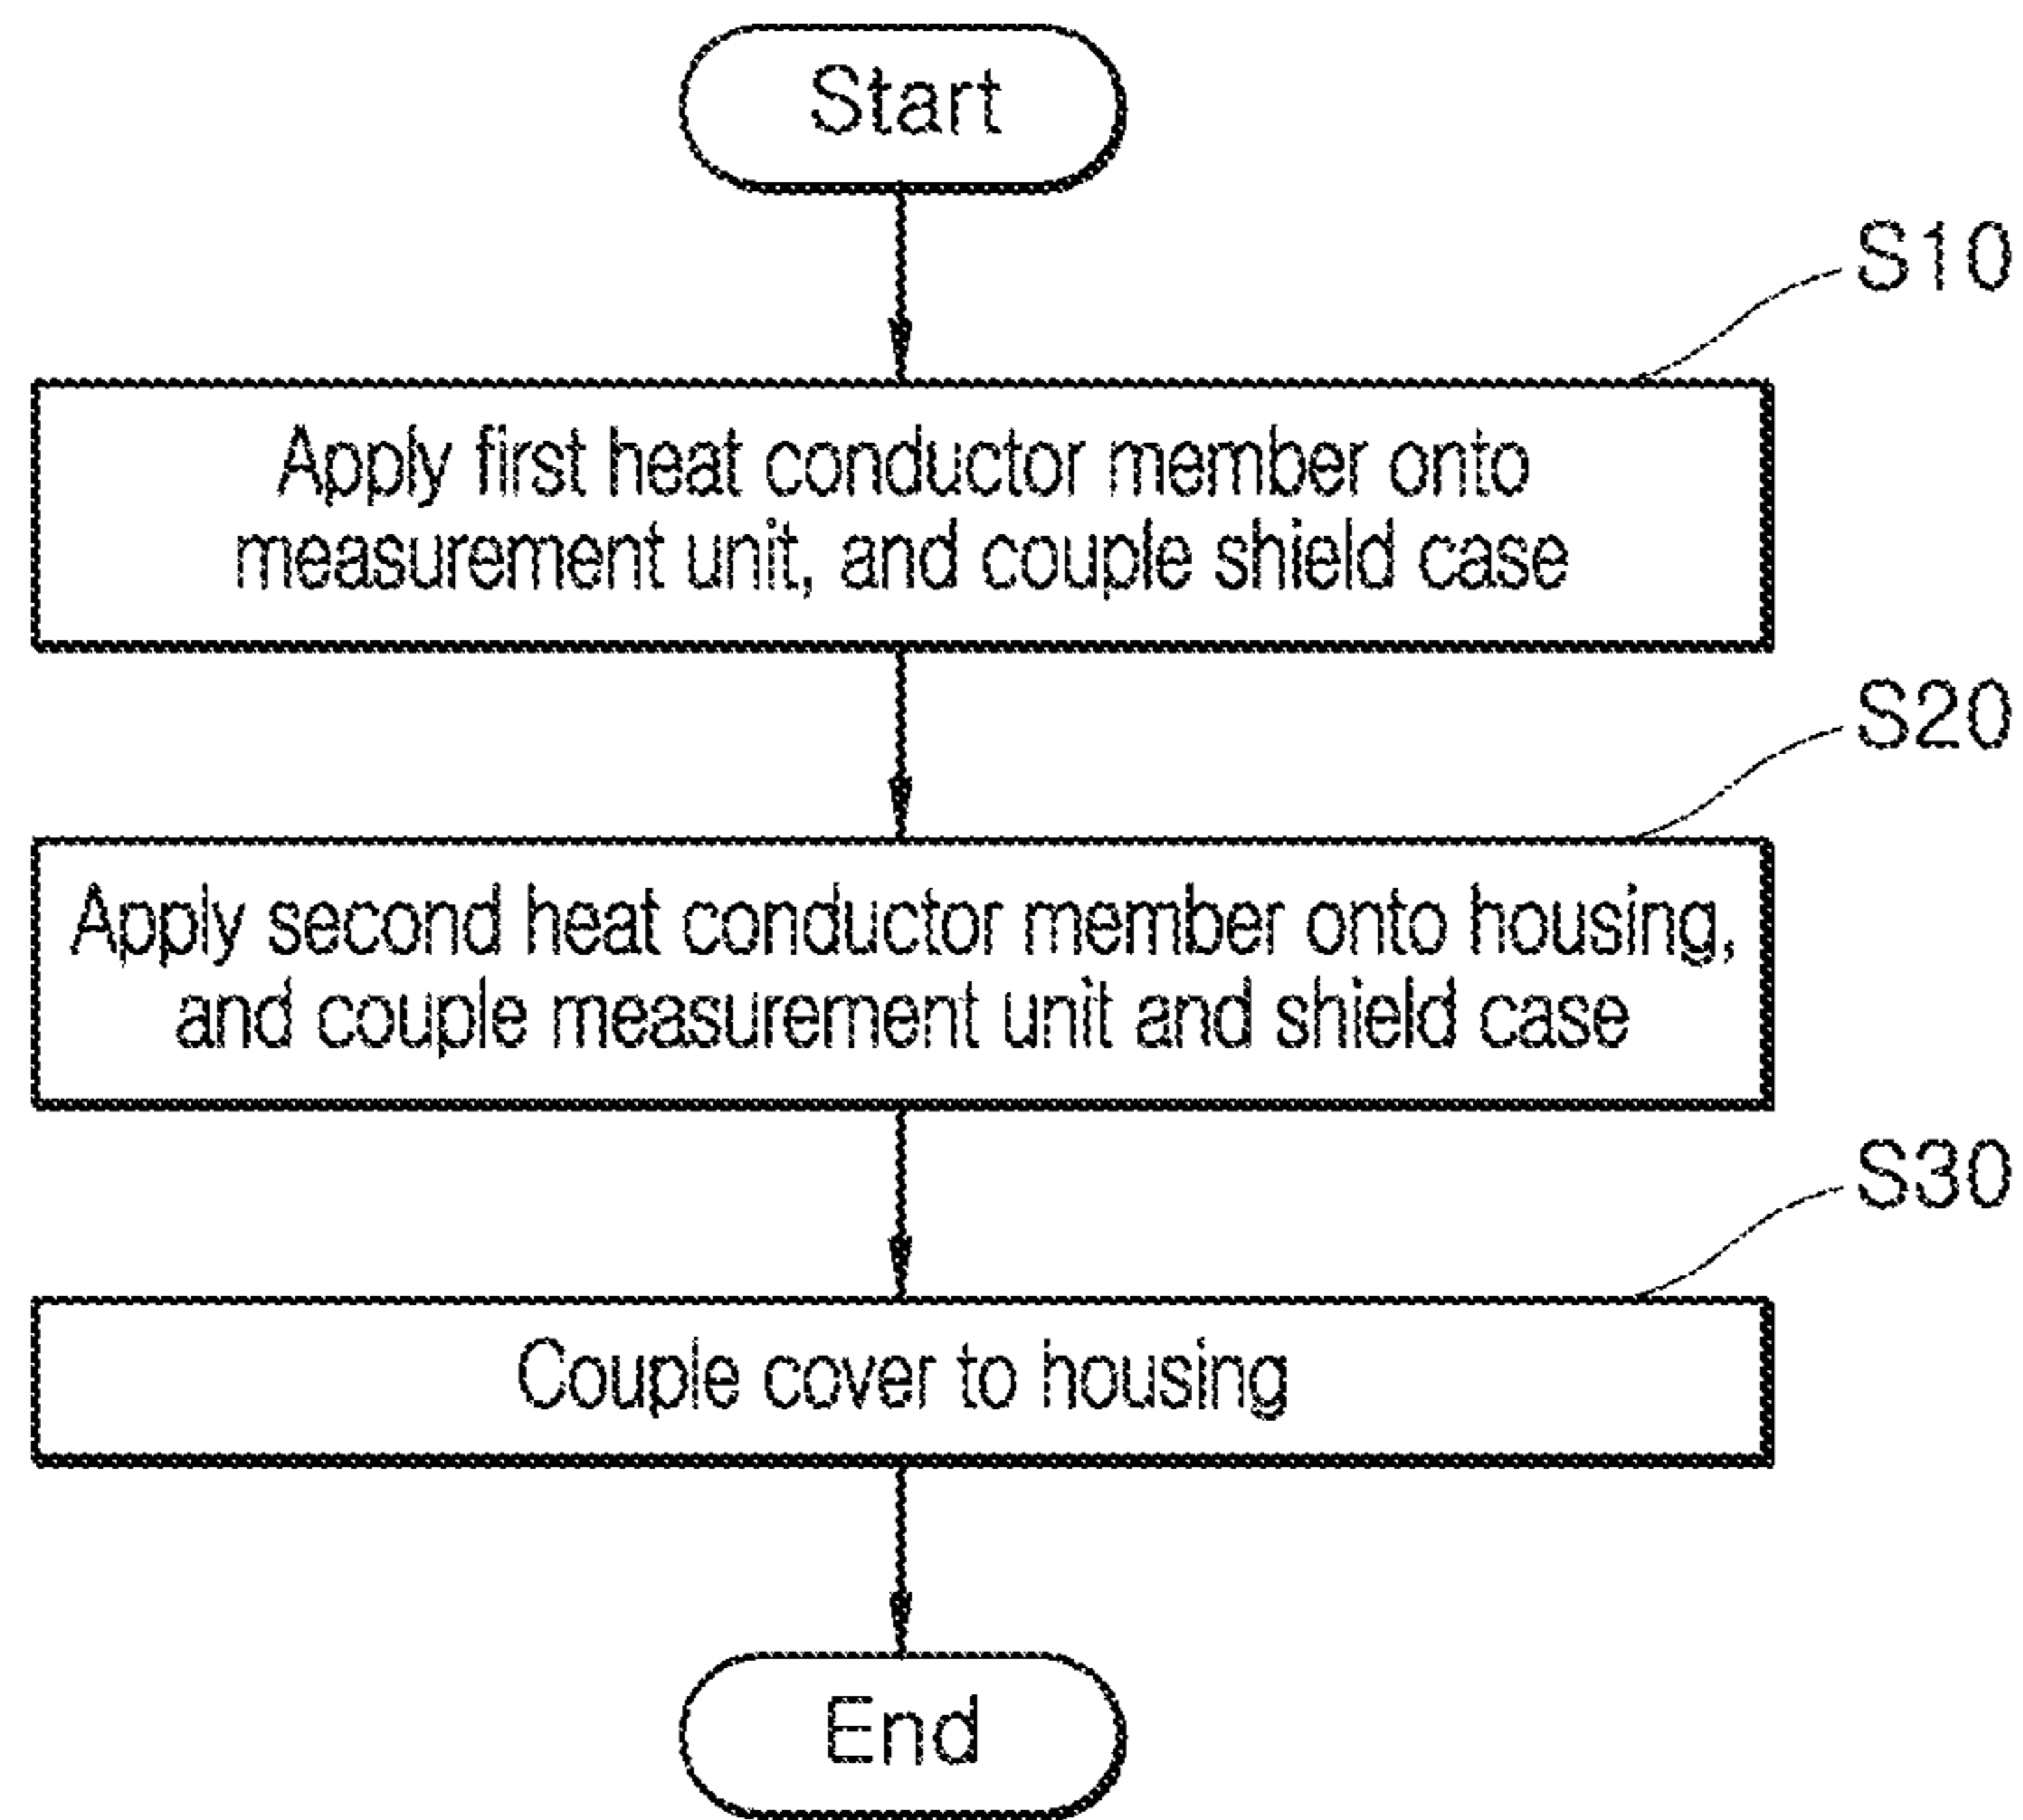 Start
S10
Apply first heat conductor member onto
measurement unit, and couple shield case
S20
Apply second heat conductor member onto housing,
and couple measurement unit and shield case
S30
Couple cover to housing
End